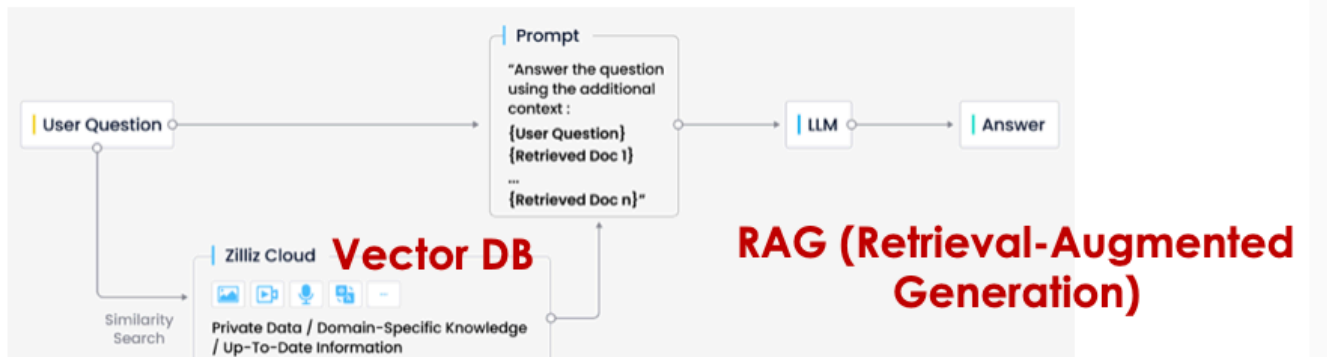 Prompt
“Answer the question
using the additional
context :
{User Question}
{Retrieved Doc 1}
...
{Retrieved Doc n}”
User Question
LLM
Answer
RAG (Retrieval-Augmented
Generation)
Zilliz Cloud
Vector DB
Similarity
Search
Private Data / Domain-Specific Knowledge
/ Up-To-Date Information